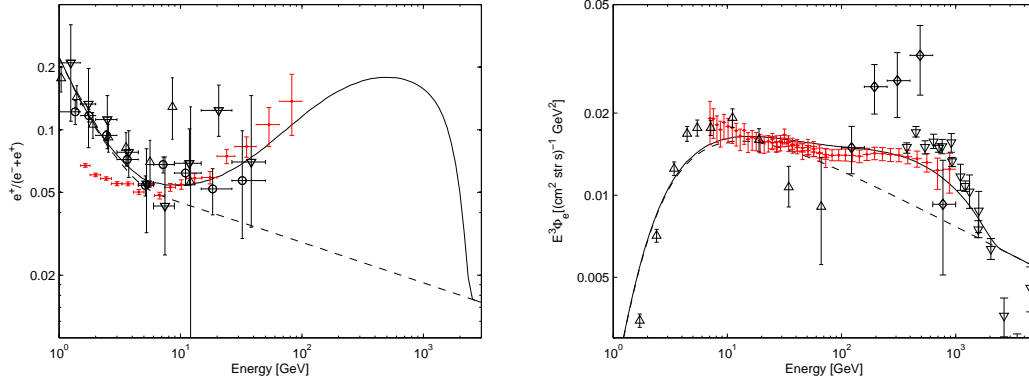 0.2
0.1
0.05
0.02
e⁺/(e⁻+e⁺)
10⁰ 10¹ 10² 10³
Energy [GeV]
0.05
0.02
0.01
0.005
E³Φₑ[(cm² str s)⁻¹ GeV²]
10⁰ 10¹ 10² 10³
Energy [GeV]